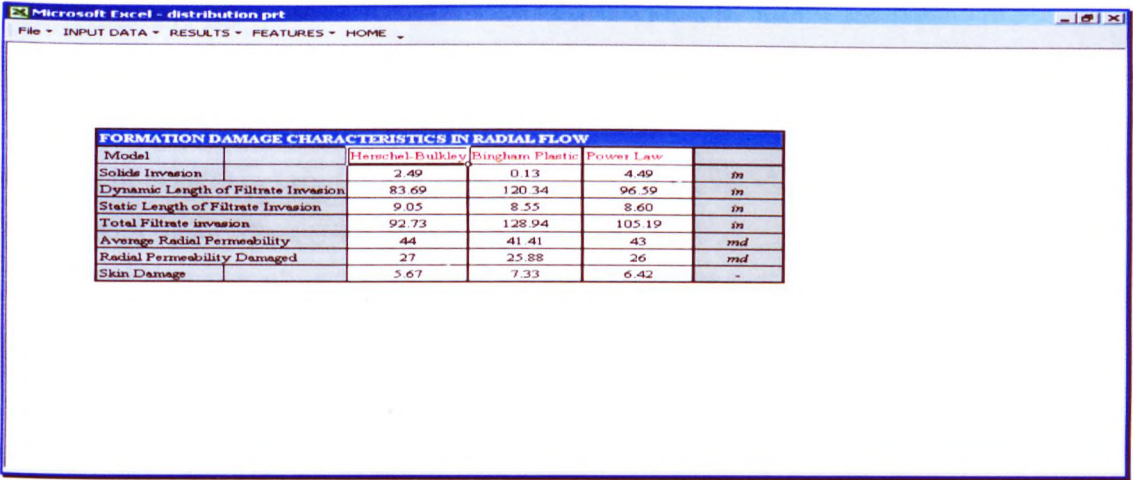 Microsoft Excel - distribution prt
File INPUT DATA RESULTS FEATURES HOME
FORMATION DAMAGE CHARACTERISTICS IN RADIAL FLOW
Model Herschel-Bulkley Bingham Plastic Power Law
Solids Invasion 2.49 0.13 4.49 in
Dynamic Length of Filtrate Invasion 83.69 120.34 96.59 in
Static Length of Filtrate Invasion 9.05 8.55 8.60 in
Total Filtrate invasion 92.73 128.94 105.19 in
Average Radial Permeability 44 41.41 43 md
Radial Permeability Damaged 27 25.88 26 md
Skin Damage 5.67 7.33 6.42 -